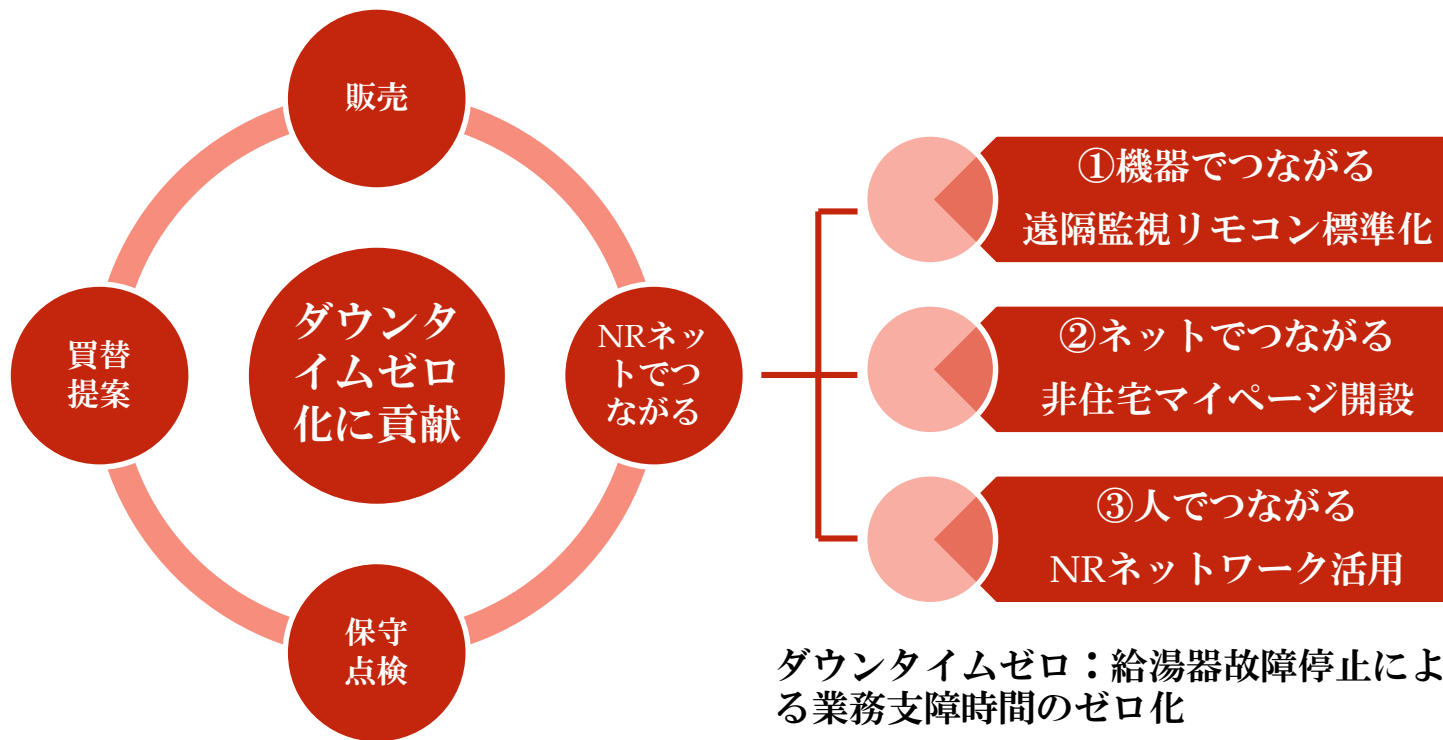 販売
ダウンタ
イムゼロ
化に貢献
買替
提案
NRネッ
トでつ
ながる
保守
点検
①機器でつながる
遠隔監視リモコン標準化
②ネットでつながる
非住宅マイページ開設
③人でつながる
NRネットワーク活用
ダウンタイムゼロ：給湯器故障停止によ
る業務支障時間のゼロ化